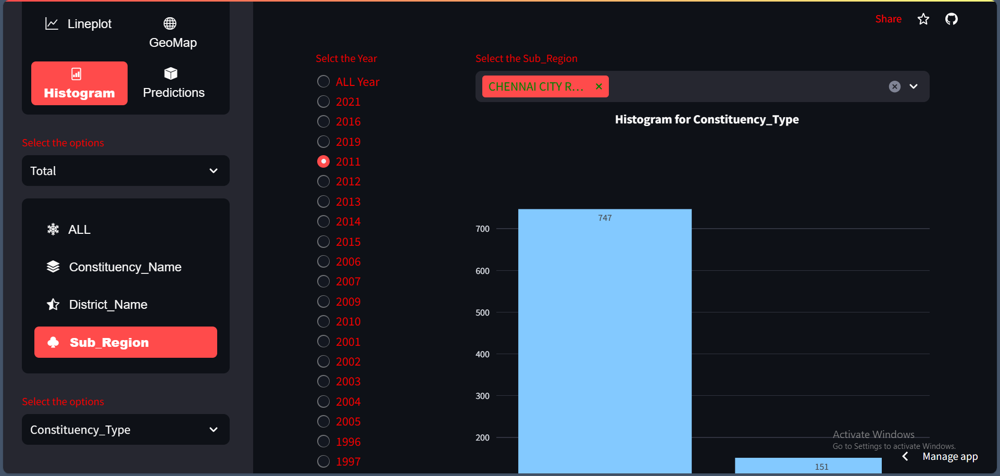 Lineplot
GeoMap
Histogram
Predictions
Select the options
Total
ALL
Constituency_Name
District_Name
Sub_Region
Select the options
Constituency_Type
Share
Selct the Year
ALL Year
2021
2016
2019
2011
2012
2013
2014
2015
2006
2007
2009
2010
2001
2002
2003
2004
2005
1996
1997
Select the Sub_Region
CHENNAI CITY R...
Histogram for Constituency_Type
747
700
600
500
400
300
200
151
Activate Windows
Go to Settings to activate Windows.
Manage app